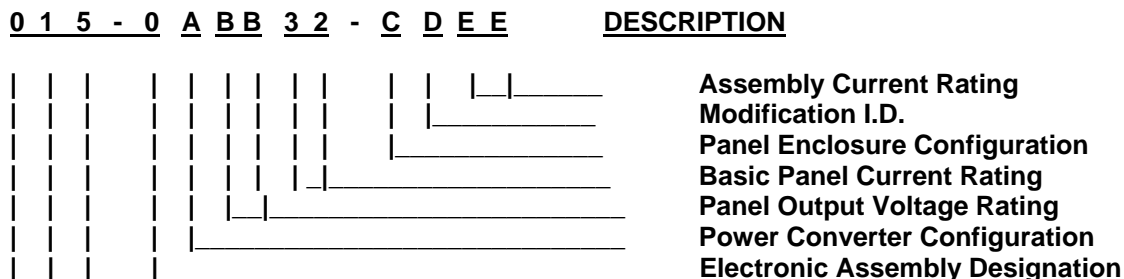 0 1 5 - 0 A B B 3 2 - C D E E DESCRIPTION
Assembly Current Rating
Modification I.D.
Panel Enclosure Configuration
Basic Panel Current Rating
Panel Output Voltage Rating
Power Converter Configuration
Electronic Assembly Designation